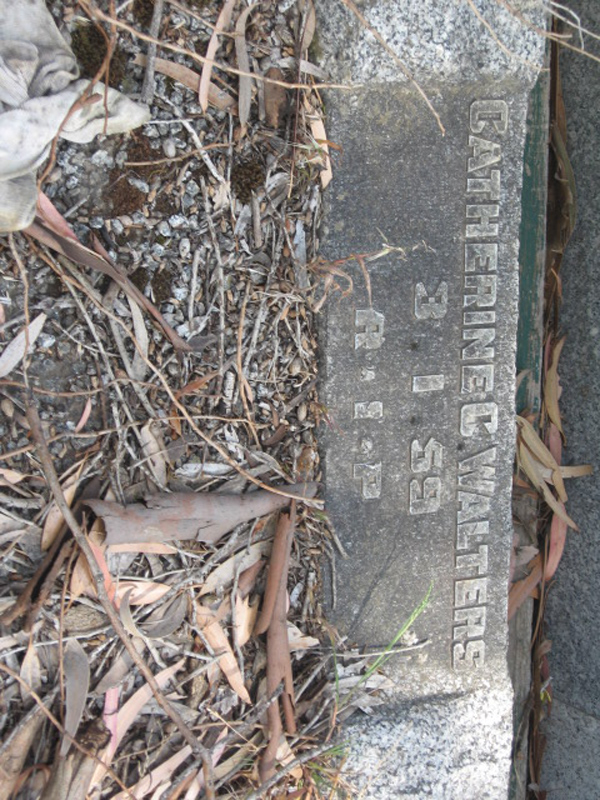 CATHERINE C WALTERS
3 1 59
R.I.P